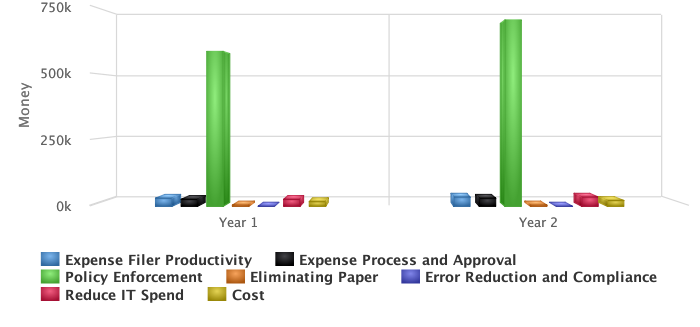 750k
500k
250k
0k
Money
Year 1
Year 2
Expense Filer Productivity Expense Process and Approval
Policy Enforcement Eliminating Paper Error Reduction and Compliance
Reduce IT Spend Cost